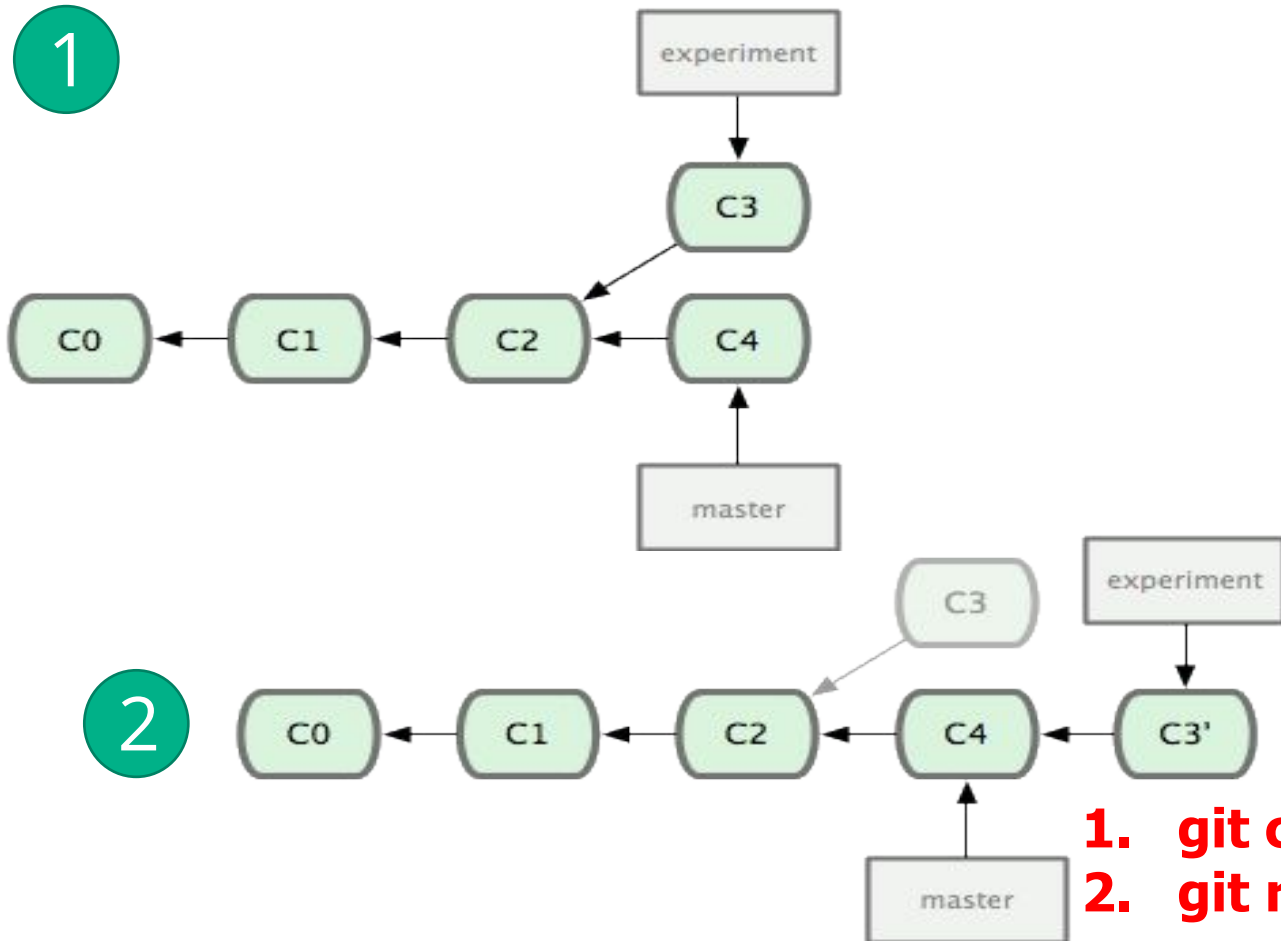 1
experiment
C3
C0 C1 C2 C4
master
C3
experiment
2
C0 C1 C2 C4 C3'
master
1. git
2. git